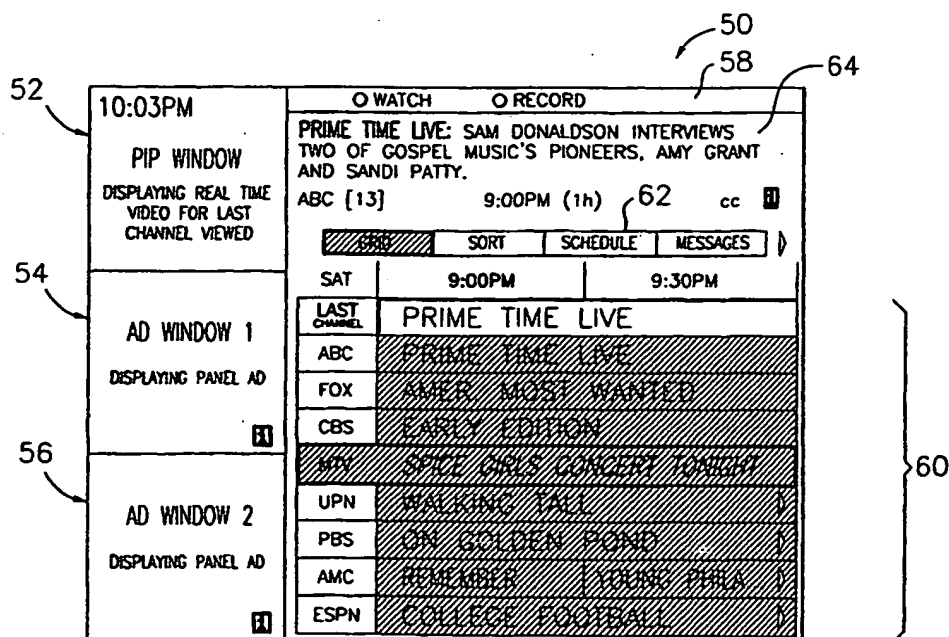 50
58
64
52
10:03PM
PIP WINDOW
DISPLAYING REAL TIME
VIDEO FOR LAST
CHANNEL VIEWED
O WATCH O RECORD
PRIME TIME LIVE: SAM DONALDSON INTERVIEWS
TWO OF GOSPEL MUSIC'S PIONEERS, AMY GRANT
AND SANDI PATTY.
ABC [13] 9:00PM (1h) 62 cc i
GRID SORT SCHEDULE MESSAGES
54
AD WINDOW 1
DISPLAYING PANEL AD
i
56
AD WINDOW 2
DISPLAYING PANEL AD
i
SAT 9:00PM 9:30PM
LAST CHANNEL PRIME TIME LIVE
ABC PRIME TIME LIVE
FOX AMER. MOST WANTED
CBS EARLY EDITION
MTV SPICE GIRLS CONCERT TONIGHT
UPN WALKING TALL
PBS ON GOLDEN POND
AMC REMEMBER YOUNG PHILA
ESPN COLLEGE FOOTBALL
60